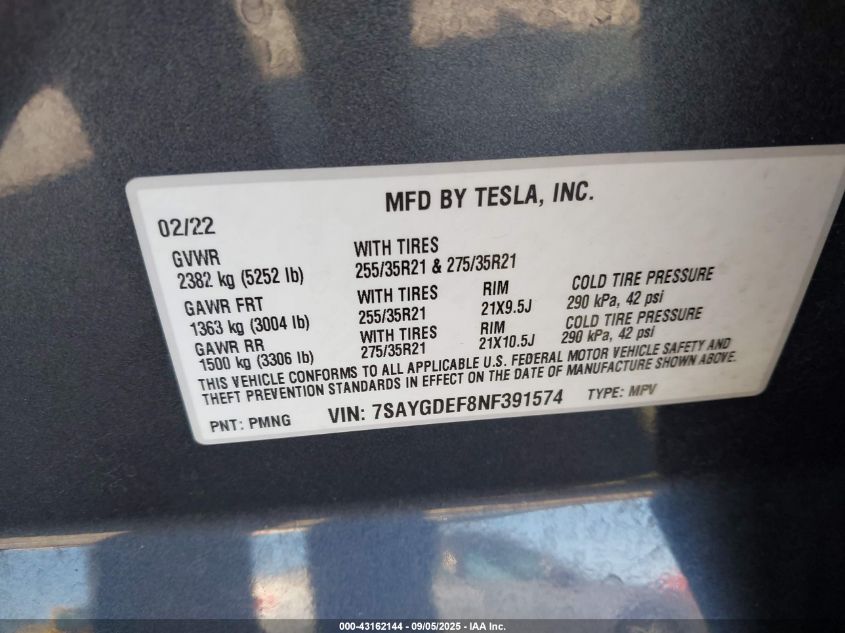 MFD BY TESLA, INC.
02/22
GVWR
2382 kg (5252 lb)
WITH TIRES
255/35R21 & 275/35R21
GAWR FRT
1363 kg (3004 lb)
WITH TIRES
255/35R21
RIM
21X9.5J
COLD TIRE PRESSURE
290 kPa, 42 psi
GAWR RR
1500 kg (3306 lb)
WITH TIRES
275/35R21
RIM
21X10.5J
COLD TIRE PRESSURE
290 kPa, 42 psi
THIS VEHICLE CONFORMS TO ALL APPLICABLE U.S. FEDERAL MOTOR VEHICLE SAFETY AND
THEFT PREVENTION STANDARDS IN EFFECT ON THE DATE OF MANUFACTURE SHOWN ABOVE.
PNT: PMNG VIN: 7SAYGDEF8NF391574 TYPE: MPV
000-43162144 - 09/05/2025 - IAA Inc.